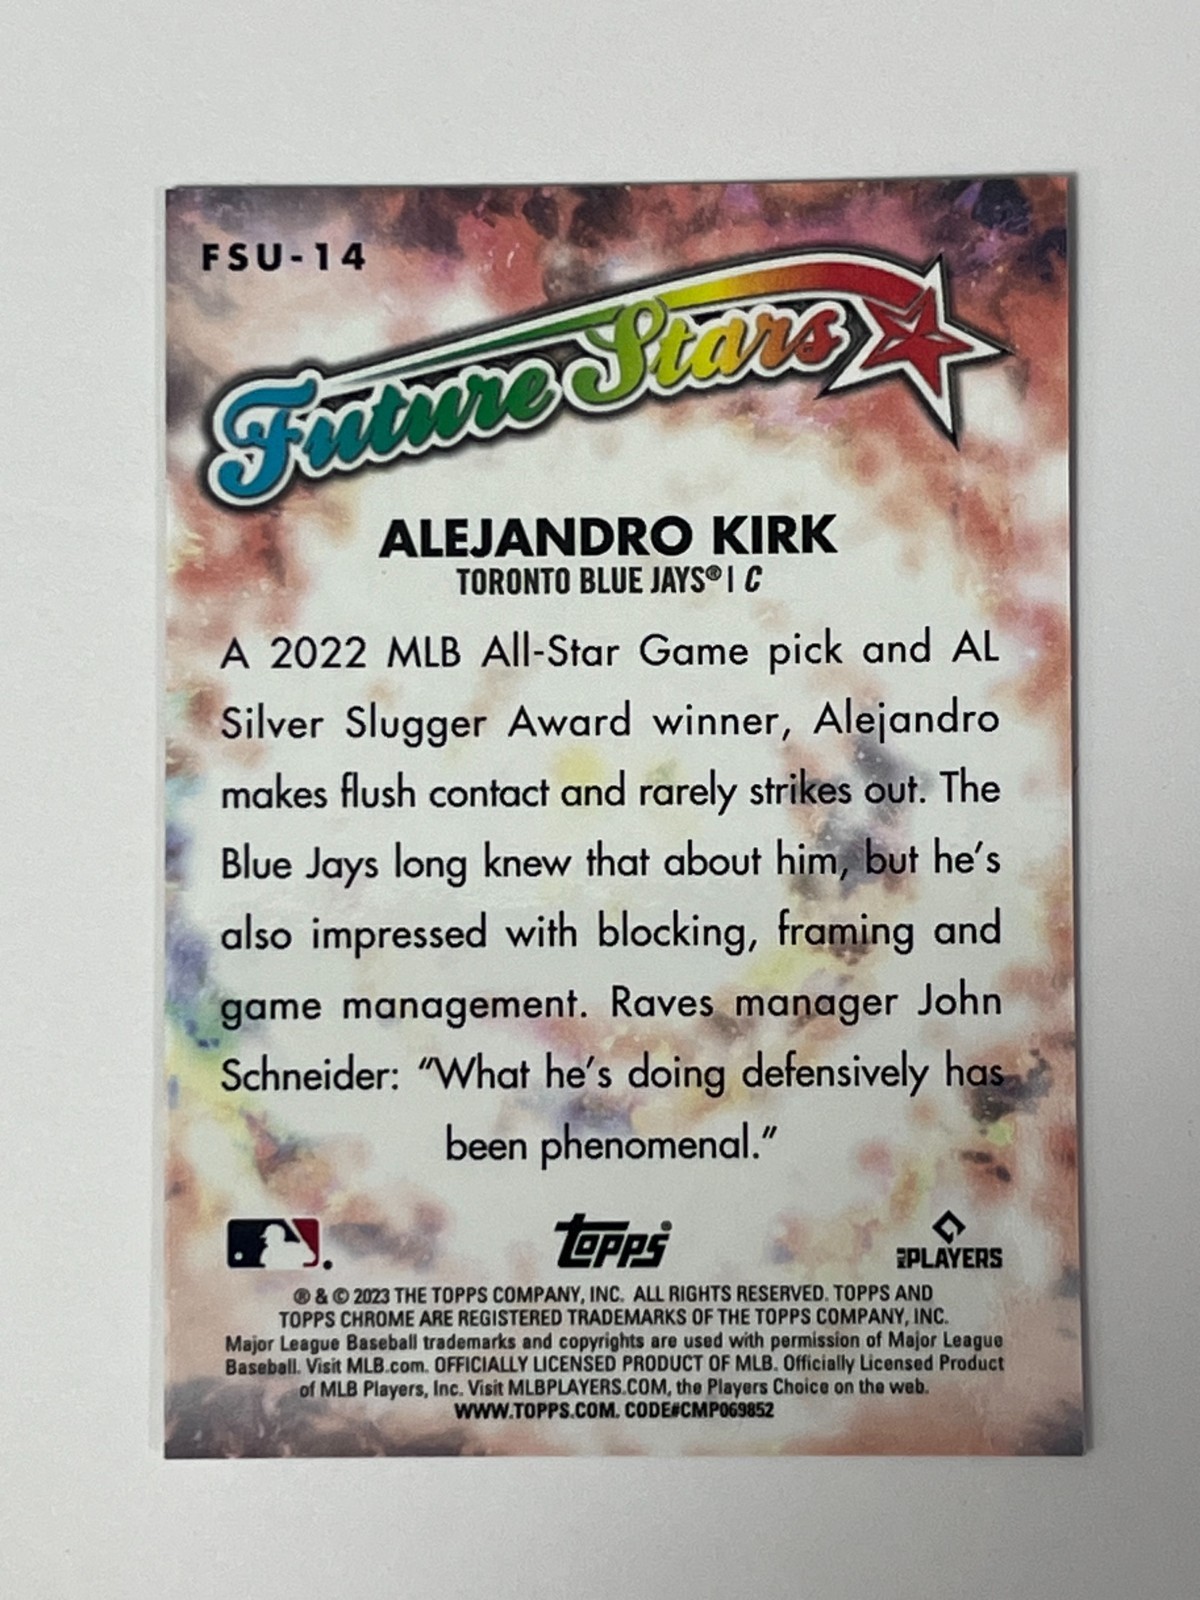 FSU-14
Future Stars
ALEJANDRO KIRK
TORONTO BLUE JAYS® | C
A 2022 MLB All-Star Game pick and AL
Silver Slugger Award winner, Alejandro
makes flush contact and rarely strikes out. The
Blue Jays long knew that about him, but he's
also impressed with blocking, framing and
game management. Raves manager John
Schneider: "What he's doing defensively has
been phenomenal."
topps®
PLAYERS
® & © 2023 THE TOPPS COMPANY, INC. ALL RIGHTS RESERVED. TOPPS AND
TOPPS CHROME ARE REGISTERED TRADEMARKS OF THE TOPPS COMPANY, INC.
Major League Baseball trademarks and copyrights are used with permission of Major League
Baseball. Visit MLB.com. OFFICIALLY LICENSED PRODUCT OF MLB. Officially Licensed Product
of MLB Players, Inc. Visit MLBPLAYERS.COM, the Players Choice on the web.
WWW.TOPPS.COM. CODE#CMP069852